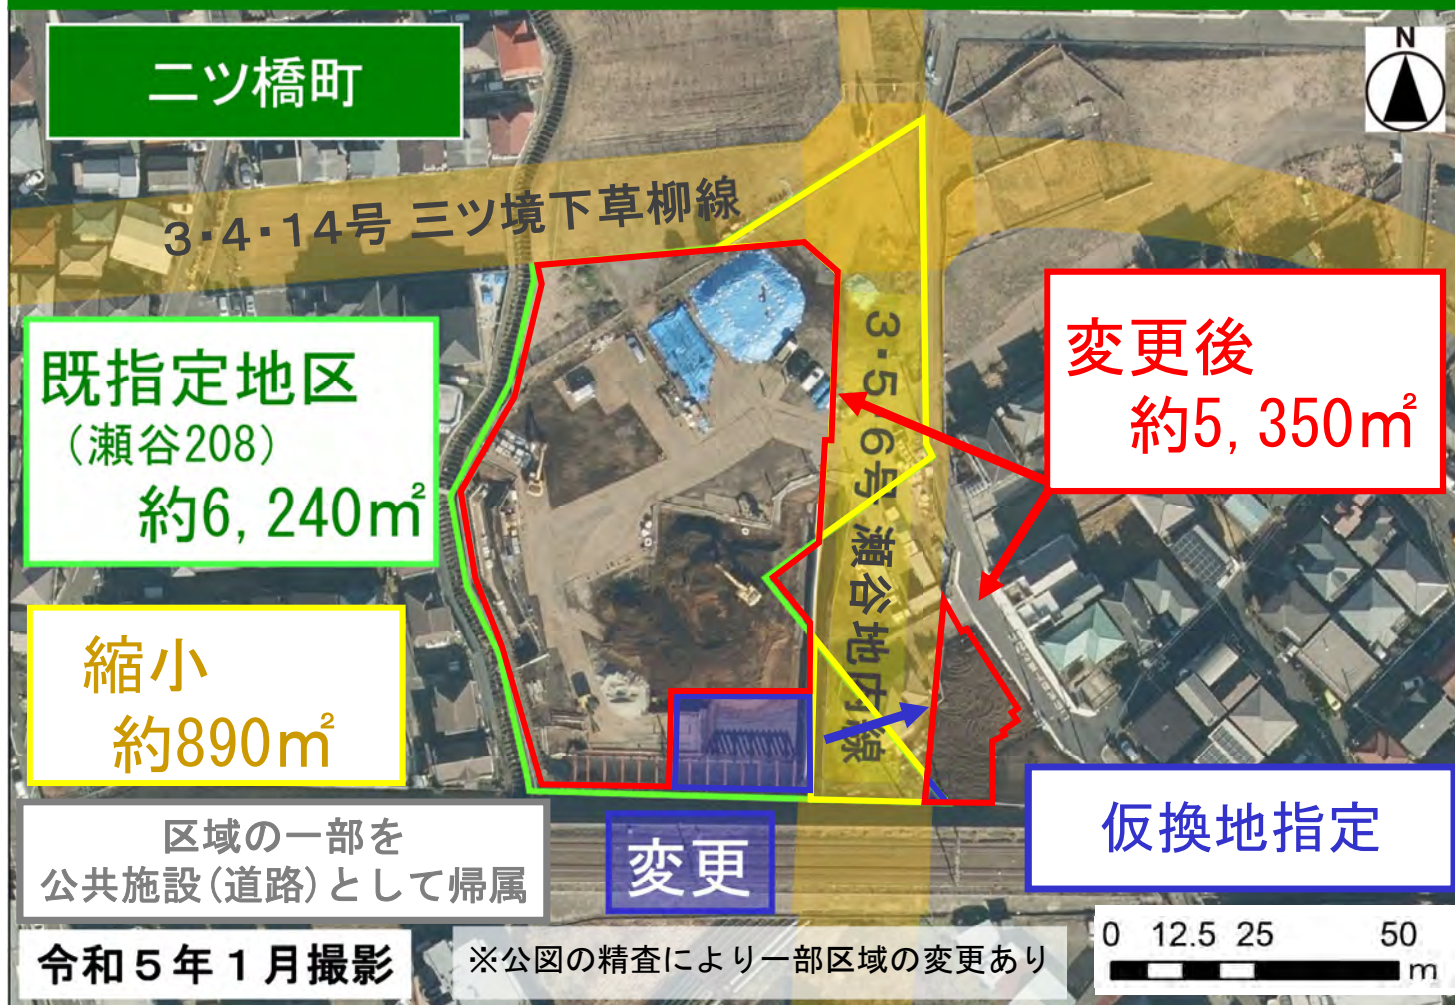 二ツ橋町
N
3・4・14号 三ツ境下草柳線
既指定地区
（瀬谷208）
約6,240㎡
3・5・6号 瀬谷地内線
変更後
約5,350㎡
縮小
約890㎡
区域の一部を
公共施設(道路)として帰属
変更
仮換地指定
令和５年１月撮影
※公図の精査により一部区域の変更あり
0 12.5 25 50
m